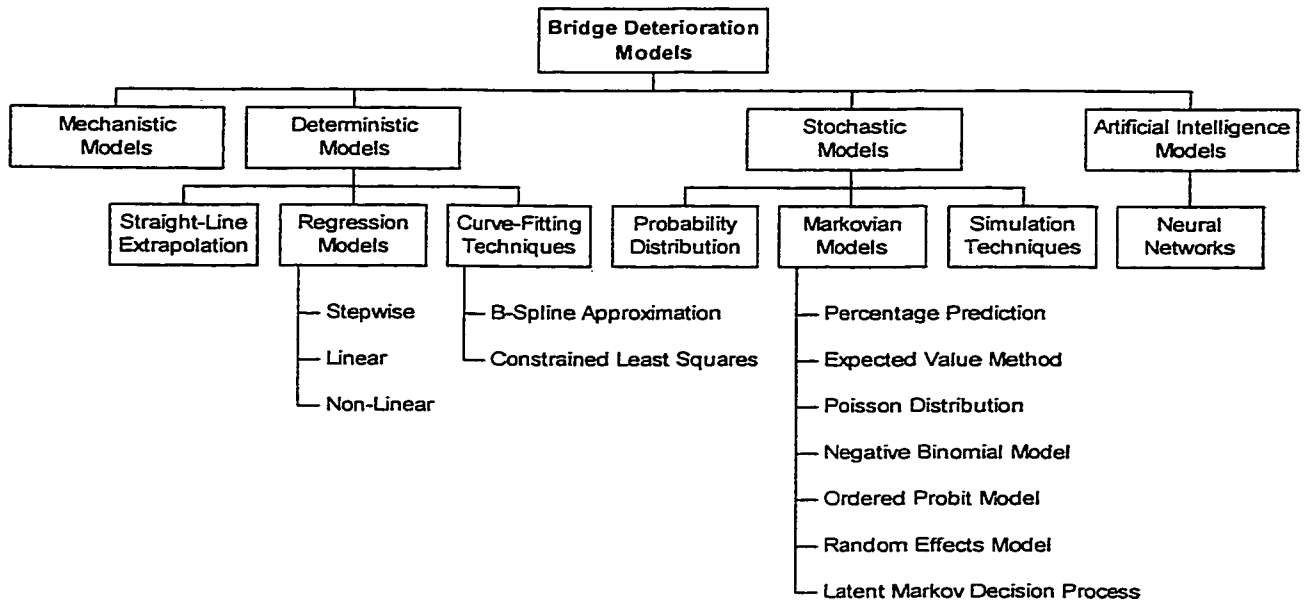 Bridge Deterioration
Models
Mechanistic
Models
Deterministic
Models
Stochastic
Models
Artificial Intelligence
Models
Straight-Line
Extrapolation
Regression
Models
Curve-Fitting
Techniques
Probability
Distribution
Markovian
Models
Simulation
Techniques
Neural
Networks
Stepwise
Linear
Non-Linear
B-Spline Approximation
Constrained Least Squares
Percentage Prediction
Expected Value Method
Poisson Distribution
Negative Binomial Model
Ordered Probit Model
Random Effects Model
Latent Markov Decision Process